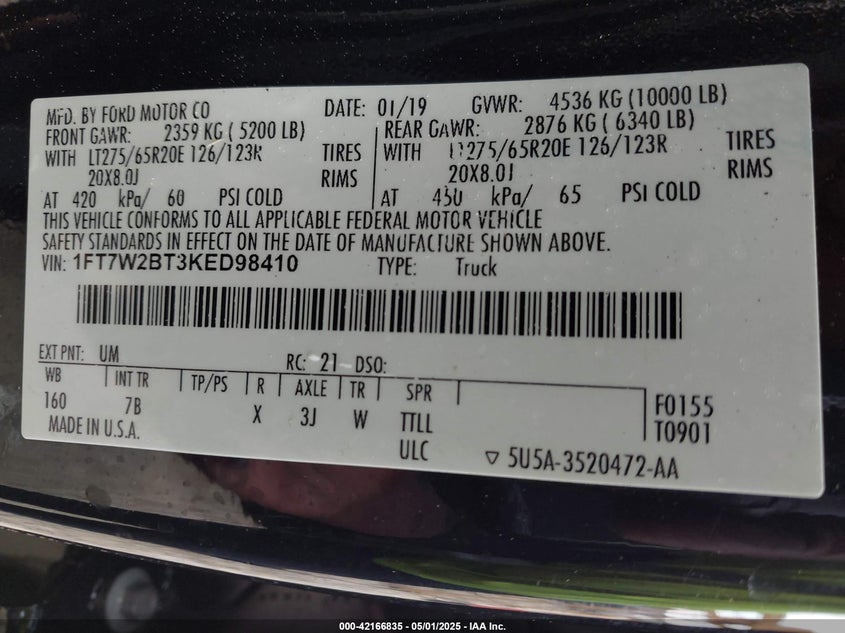 MFD. BY FORD MOTOR CO DATE: 01/19 GVWR: 4536 KG (10000 LB)
FRONT GAWR: 2359 KG ( 5200 LB) REAR GAWR: 2876 KG ( 6340 LB)
WITH LT275/65R20E 126/123R TIRES WITH LT275/65R20E 126/123R TIRES
20X8.0J RIMS 20X8.0J RIMS
AT 420 kPa/ 60 PSI COLD AT 450 kPa/ 65 PSI COLD
THIS VEHICLE CONFORMS TO ALL APPLICABLE FEDERAL MOTOR VEHICLE
SAFETY STANDARDS IN EFFECT ON THE DATE OF MANUFACTURE SHOWN ABOVE.
VIN: 1FT7W2BT3KED98410 TYPE: Truck
EXT PNT: UM RC: 21 DSO:
WB INT TR TP/PS R AXLE TR SPR
160 7B X 3J W TTLL F0155
MADE IN U.S.A. ULC T0901
5U5A-3520472-AA
000-42166835 - 05/01/2025 - IAA Inc.